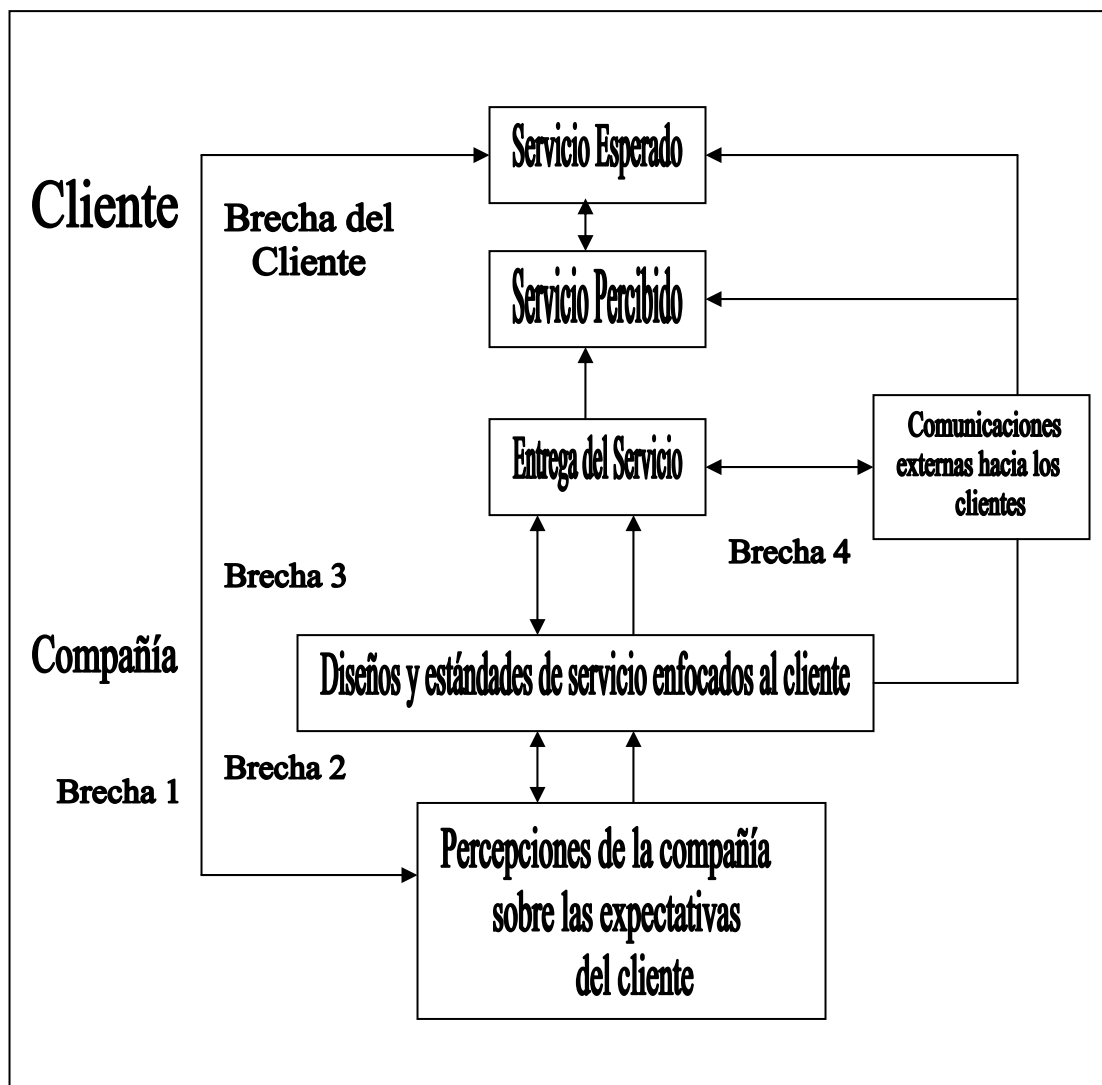 Servicio Esperado
Cliente
Brecha del
Cliente
Servicio Percibido
Entrega del Servicio
Comunicaciones
externas hacia los
clientes
Brecha 4
Brecha 3
Compañía
Diseños y estándades de servicio enfocados al cliente
Brecha 2
Brecha 1
Percepciones de la compañía
sobre las expectativas
del cliente